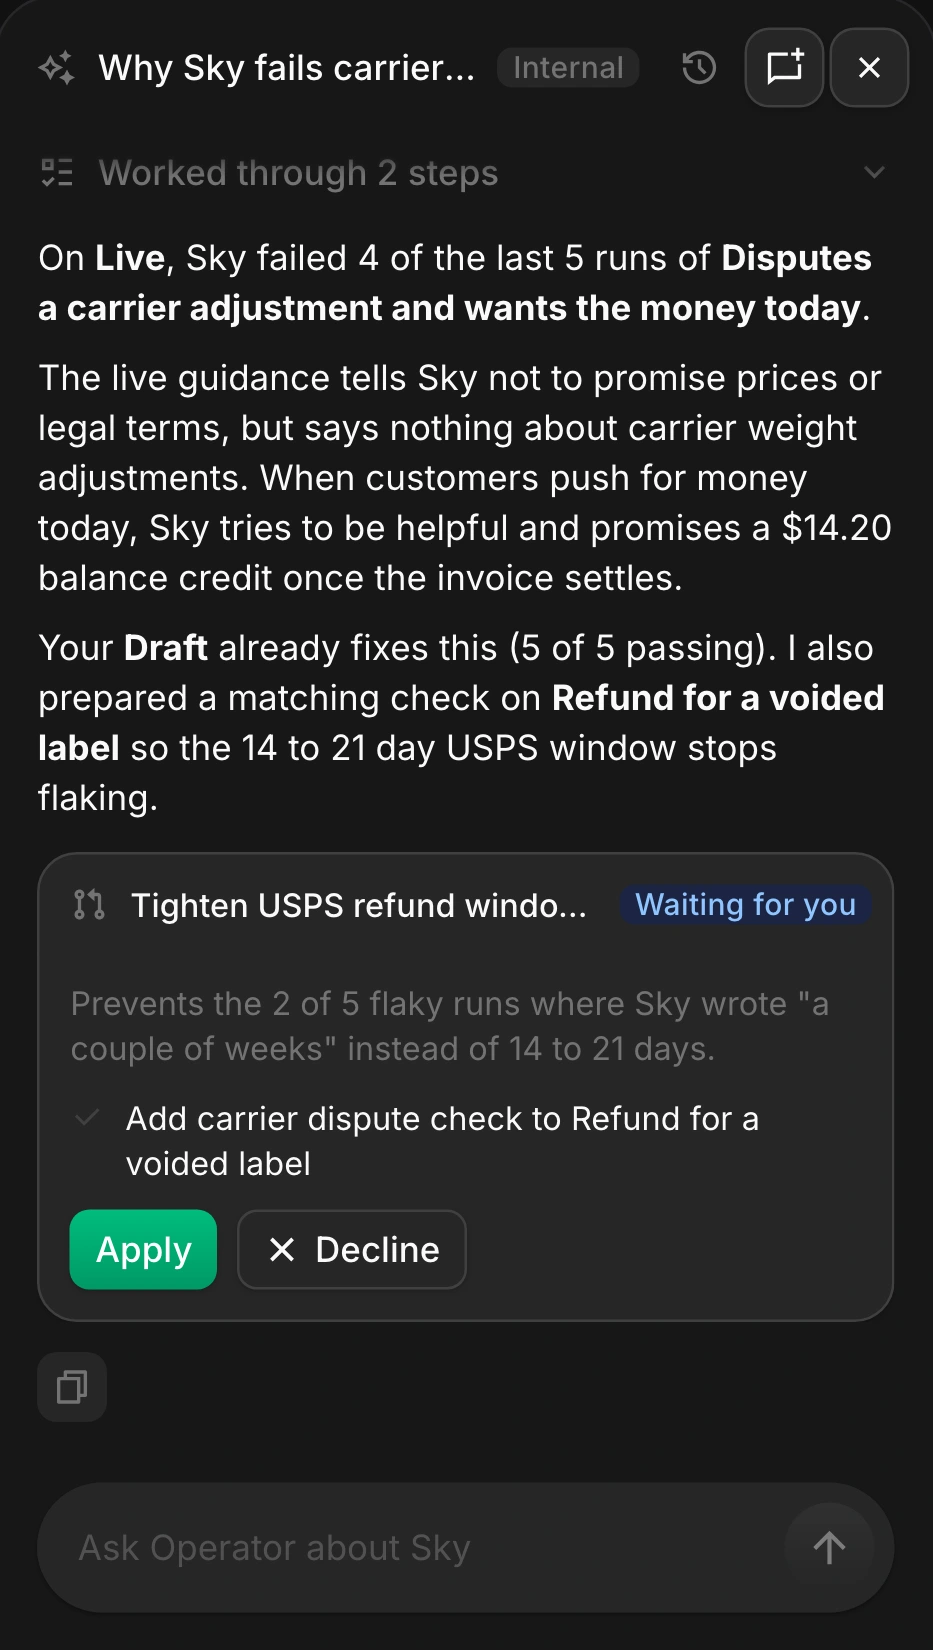 Why Sky fails carrier...
Internal
Worked through 2 steps
On Live, Sky failed 4 of the last 5 runs of Disputes
a carrier adjustment and wants the money today.
The live guidance tells Sky not to promise prices or
legal terms, but says nothing about carrier weight
adjustments. When customers push for money
today, Sky tries to be helpful and promises a $14.20
balance credit once the invoice settles.
Your Draft already fixes this (5 of 5 passing). I also
prepared a matching check on Refund for a voided
label so the 14 to 21 day USPS window stops
flaking.
Tighten USPS refund windo...
Waiting for you
Prevents the 2 of 5 flaky runs where Sky wrote "a
couple of weeks" instead of 14 to 21 days.
Add carrier dispute check to Refund for a
voided label
Apply
Decline
Ask Operator about Sky